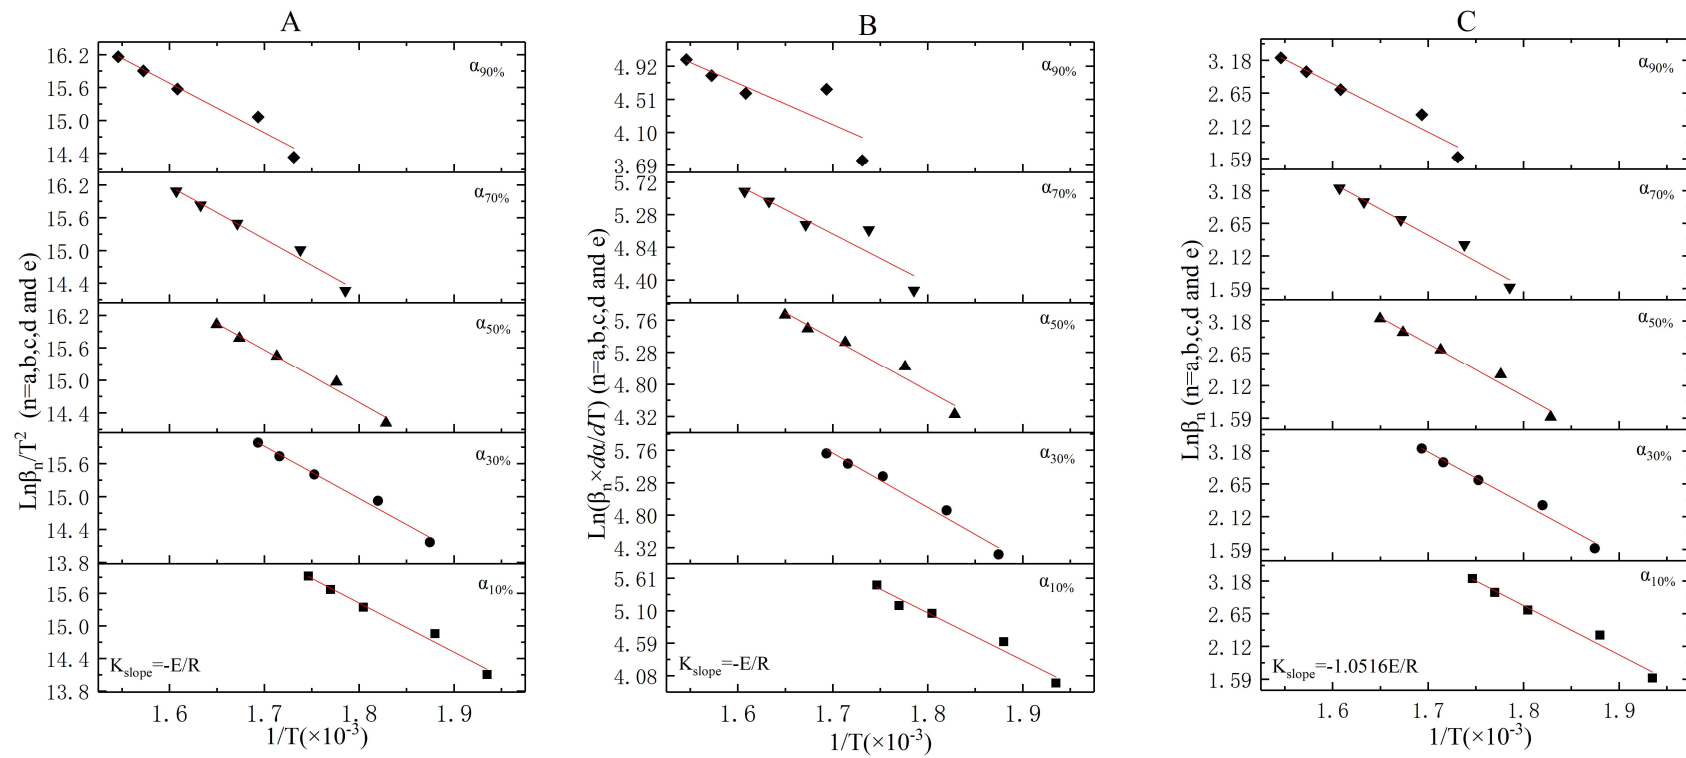 A
Lnβn/T² (n=a,b,c,d and e)
16.2
15.6
15.0
14.4
α90%
16.2
15.6
15.0
14.4
α70%
16.2
15.6
15.0
14.4
α50%
15.6
15.0
14.4
13.8
α30%
15.6
15.0
14.4
13.8
α10%
Kslope=-E/R
1.6 1.7 1.8 1.9
1/T(×10⁻³)
B
Ln(βn×dα/dT) (n=a,b,c,d and e)
4.92
4.51
4.10
3.69
α90%
5.72
5.28
4.84
4.40
α70%
5.76
5.28
4.80
4.32
α50%
5.76
5.28
4.80
4.32
α30%
5.61
5.10
4.59
4.08
α10%
Kslope=-E/R
1.6 1.7 1.8 1.9
1/T(×10⁻³)
C
Lnβn (n=a,b,c,d and e)
3.18
2.65
2.12
1.59
α90%
3.18
2.65
2.12
1.59
α70%
3.18
2.65
2.12
1.59
α50%
3.18
2.65
2.12
1.59
α30%
3.18
2.65
2.12
1.59
α10%
Kslope=-1.0516E/R
1.6 1.7 1.8 1.9
1/T(×10⁻³)